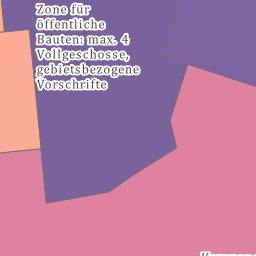 Zone für
öffentliche
Bauten: max. 4
Vollgeschosse,
gebietsbezogene
Vorschrifte